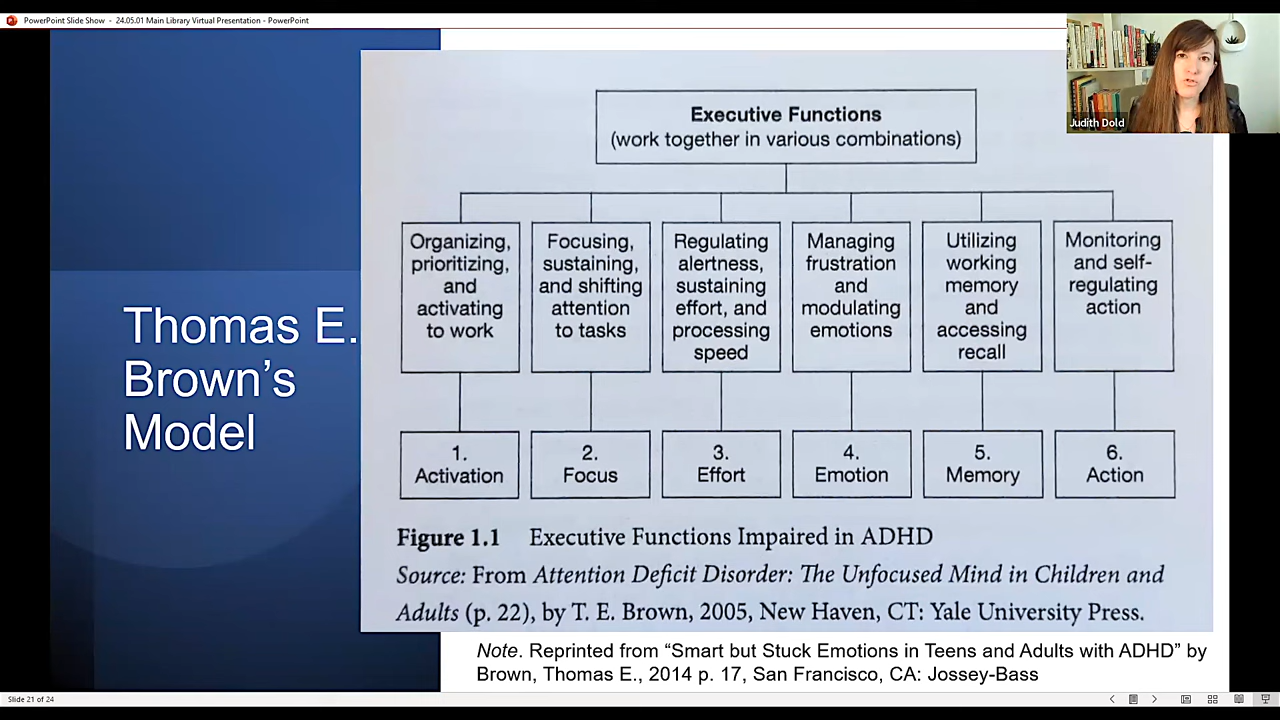 PowerPoint Slide Show - 24.05.01 Main Library Virtual Presentation - PowerPoint
Judith Dold
Thomas E.
Brown's
Model
Executive Functions
(work together in various combinations)
Organizing,
prioritizing,
and
activating
to work
Focusing,
sustaining,
and shifting
attention
to tasks
Regulating
alertness,
sustaining
effort, and
processing
speed
Managing
frustration
and
modulating
emotions
Utilizing
working
memory
and
accessing
recall
Monitoring
and self-
regulating
action
1.
Activation
2.
Focus
3.
Effort
4.
Emotion
5.
Memory
6.
Action
Figure 1.1 Executive Functions Impaired in ADHD
Source: From Attention Deficit Disorder: The Unfocused Mind in Children and
Adults (p. 22), by T. E. Brown, 2005, New Haven, CT: Yale University Press.
Note. Reprinted from “Smart but Stuck Emotions in Teens and Adults with ADHD” by
Brown, Thomas E., 2014 p. 17, San Francisco, CA: Jossey-Bass
Slide 21 of 24